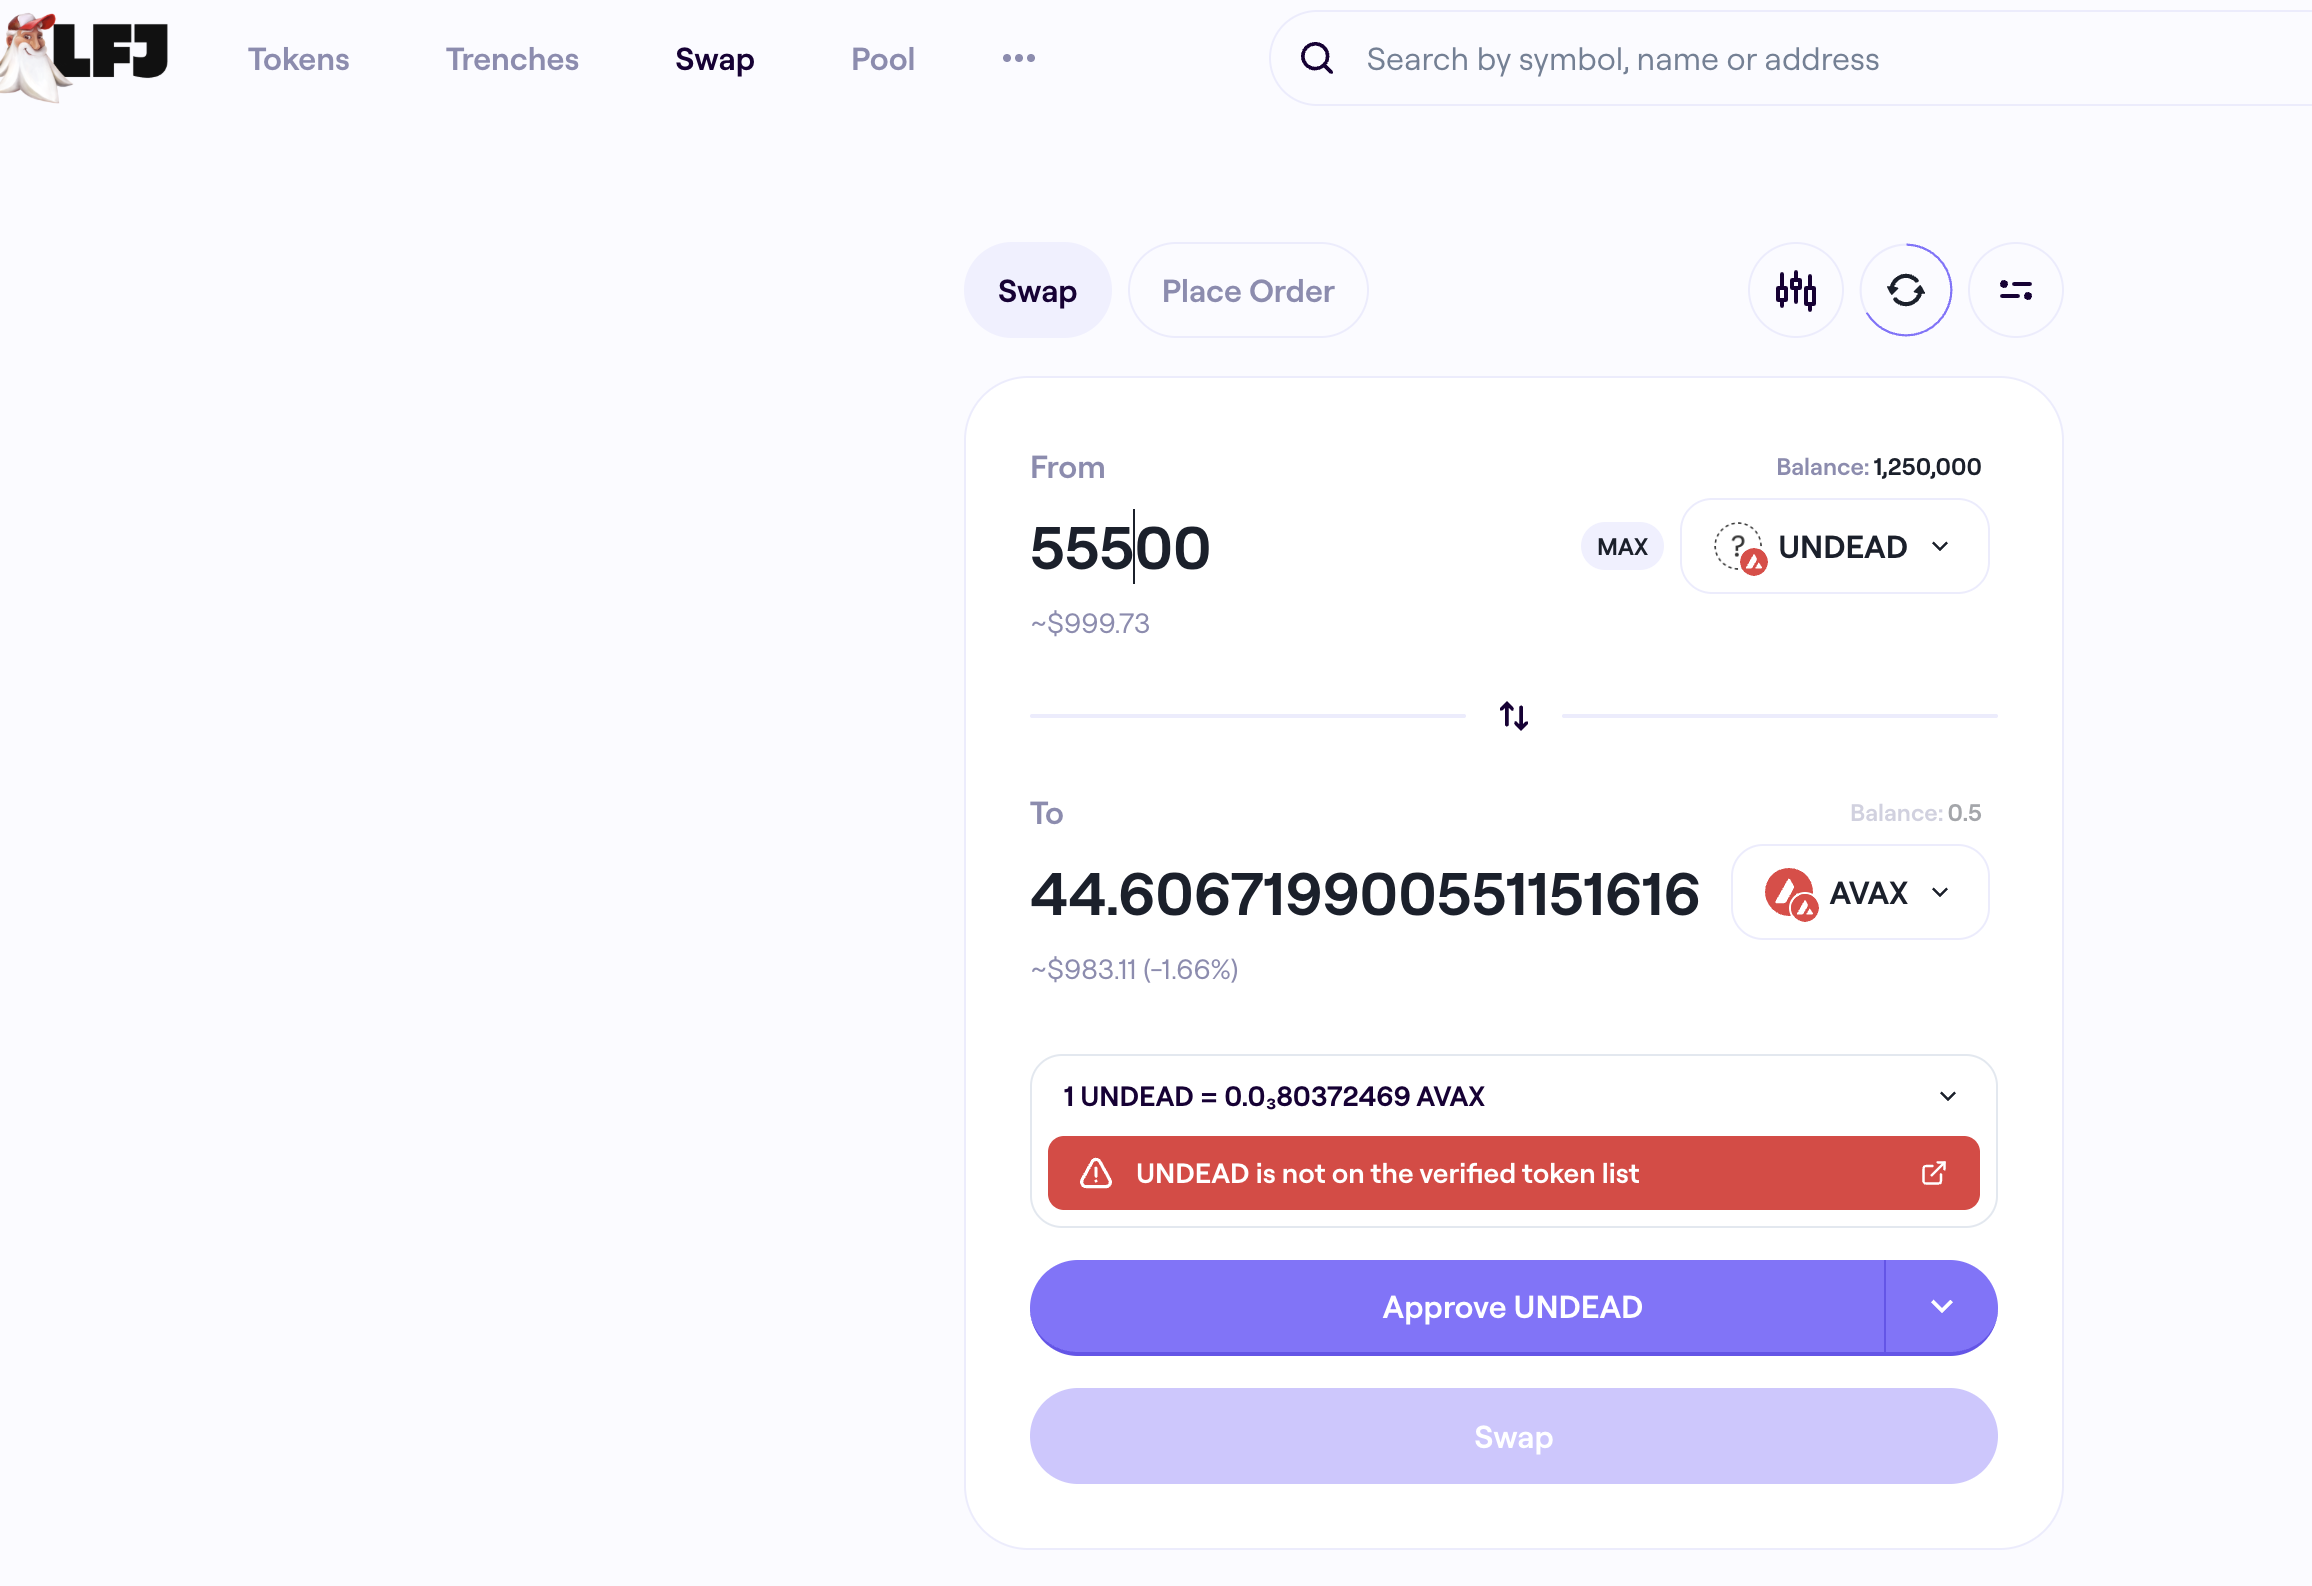 LFJ Tokens Trenches Swap Pool ••• Search by symbol, name or address
Swap Place Order
From Balance: 1,250,000
55500 MAX ? UNDEAD
~$999.73
To Balance: 0.5
44.606719900551151616 AVAX
~$983.11 (-1.66%)
1 UNDEAD = 0.0₃80372469 AVAX
UNDEAD is not on the verified token list
Approve UNDEAD
Swap